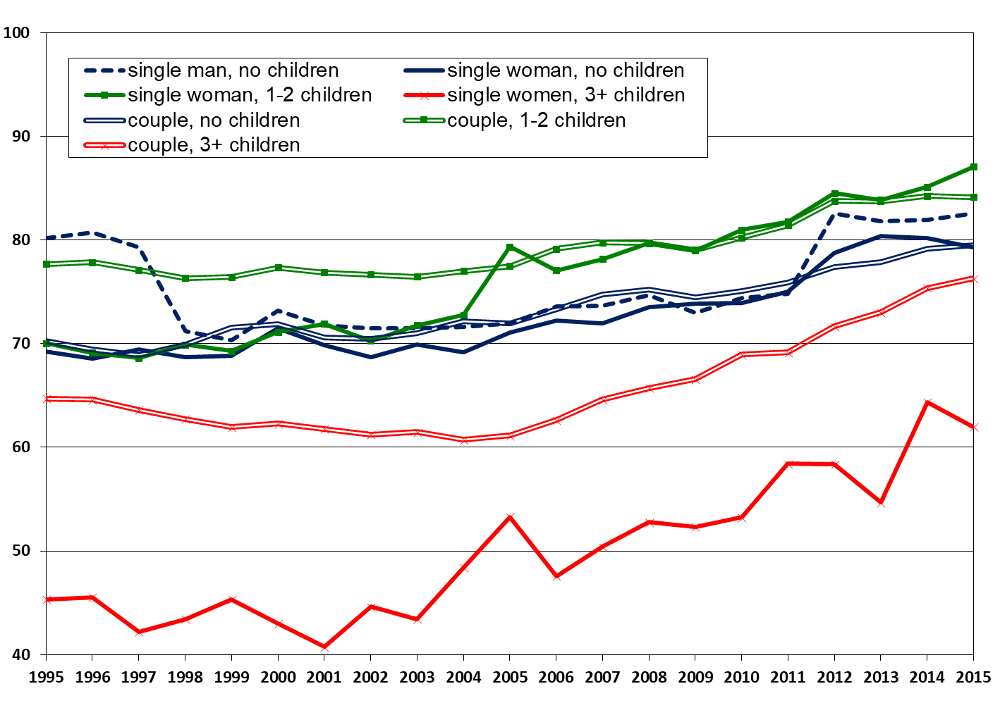 100
single man, no children single woman, no children
single woman, 1-2 children single women, 3+ children
couple, no children couple, 1-2 children
90
couple, 3+ children
80
70
60
50
40
1995 1996 1997 1998 1999 2000 2001 2002 2003 2004 2005 2006 2007 2008 2009 2010 2011 2012 2013 2014 2015